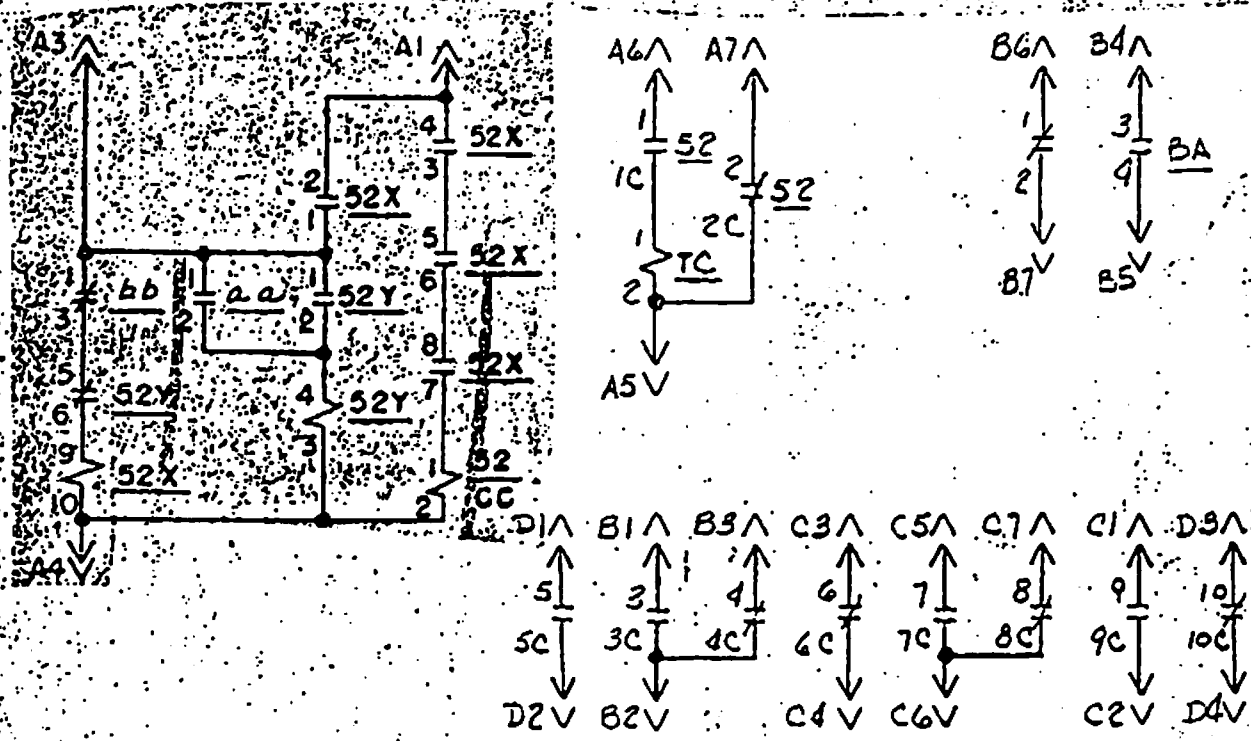 A3 A1 A6 A7 B6 B4
4 52X 3
1 52 1C
2 52 2C
1 2
3 BA 4
2 52X 1
1 bb 3
1 aa 2
1 52Y 2
5 52X 6
1 TC 2
B7 B5
5 52Y 6
4 52Y 3
8 52X 7
A5
9 52X 10
1 52 CC 2
A4
D1 B1 B3 C3 C5 C7 C1 D3
5 3 4 6 7 8 9 10
5C 3C 4C 6C 7C 8C 9C 10C
D2 B2 C4 C6 C2 D4